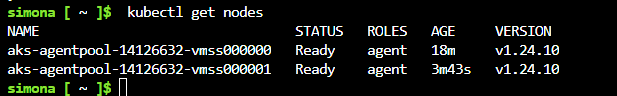 simona [ ~ ]$  kubectl get nodes
NAME                                STATUS   ROLES   AGE     VERSION
aks-agentpool-14126632-vmss000000   Ready    agent   18m     v1.24.10
aks-agentpool-14126632-vmss000001   Ready    agent   3m43s   v1.24.10
simona [ ~ ]$